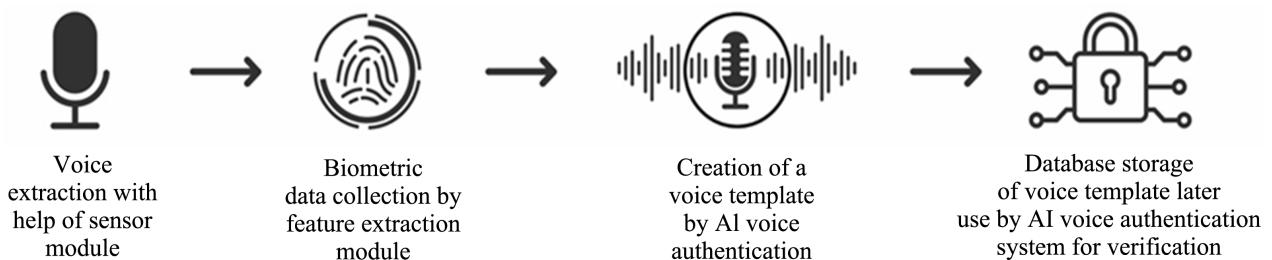 Voice
extraction with
help of sensor
module
Biometric
data collection by
feature extraction
module
Creation of a
voice template
by Al voice
authentication
Database storage
of voice template later
use by AI voice authentication
system for verification